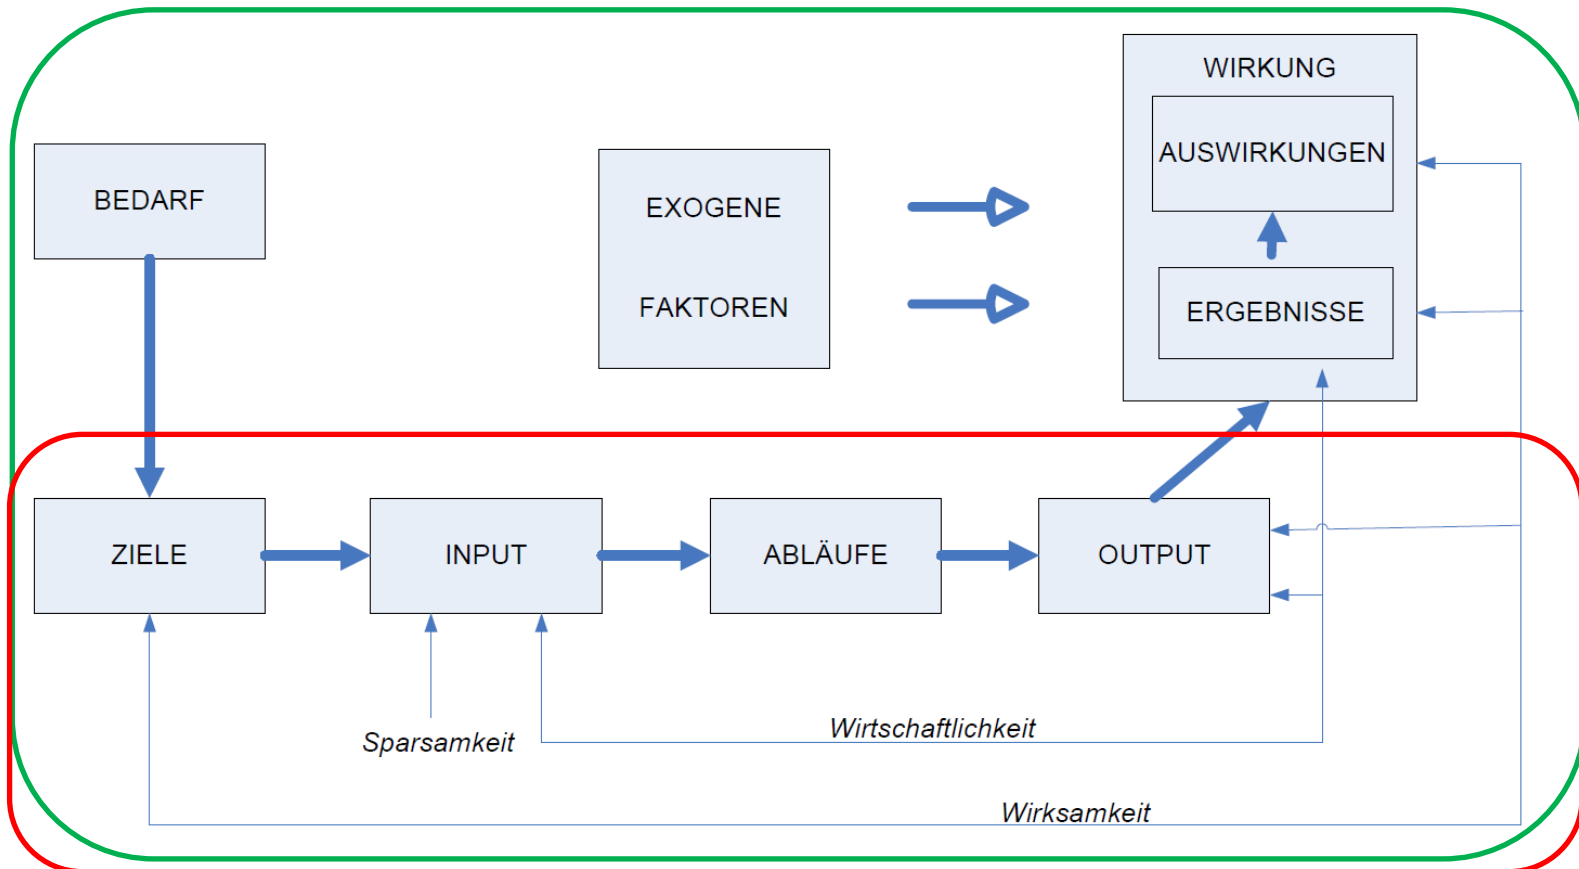 WIRKUNG
AUSWIRKUNGEN
BEDARF
EXOGENE
FAKTOREN
ERGEBNISSE
ZIELE
INPUT
ABLÄUFE
OUTPUT
Sparsamkeit
Wirtschaftlichkeit
Wirksamkeit